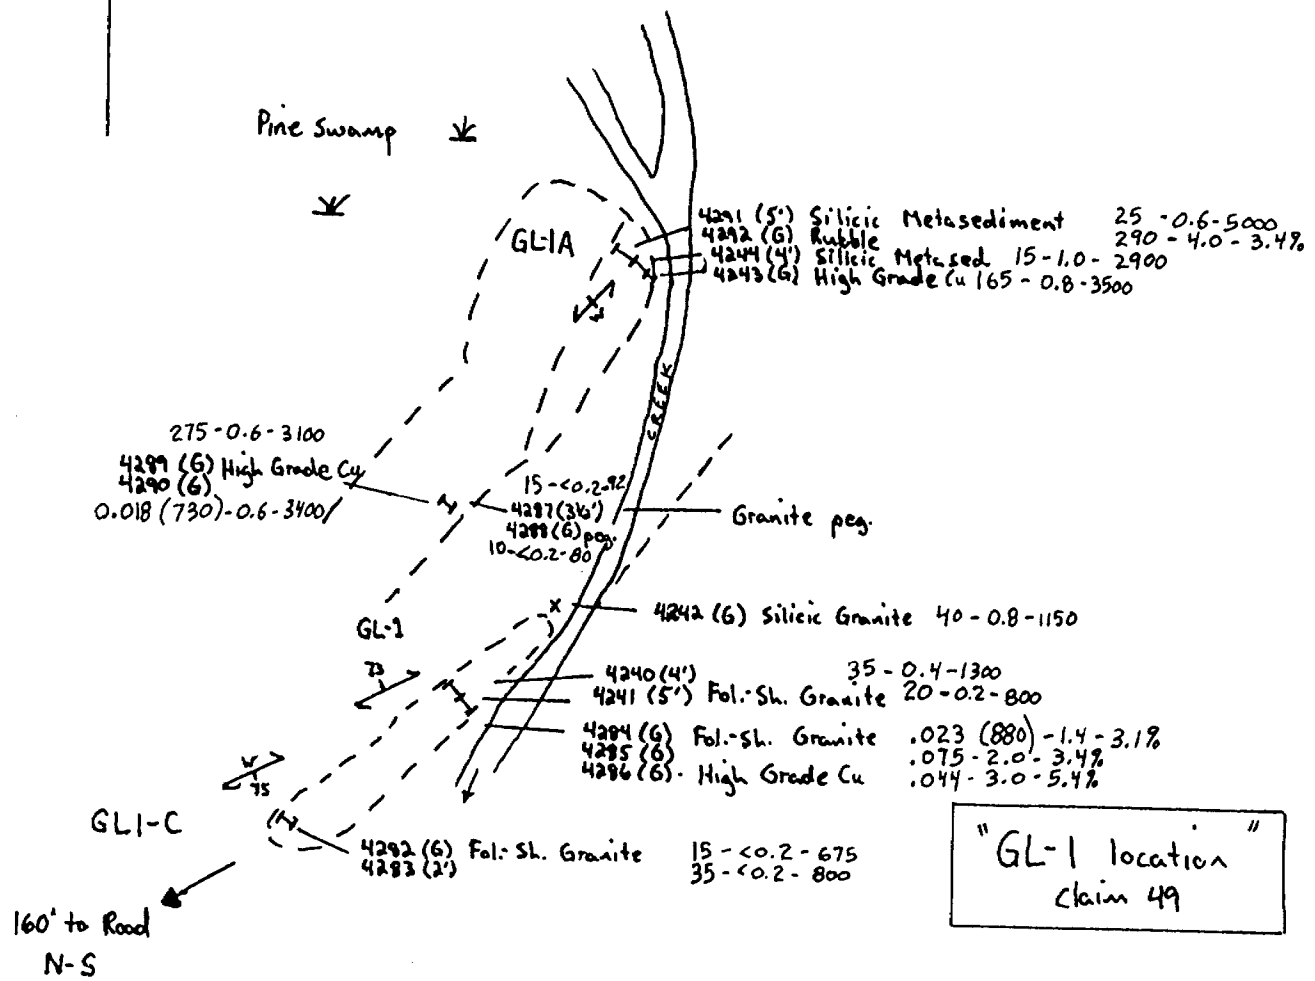 Pine Swamp
GL-1A
4291 (5') Silicic Metasediment 25 - 0.6 - 5000
4292 (G) Rubble 290 - 4.0 - 3.4%
4244 (4') Silicic Metased 15 - 1.0 - 2900
4243 (G) High Grade Cu 165 - 0.8 - 3500
CREEK
275 - 0.6 - 3100
4289 (G) High Grade Cu
4290 (G)
0.018 (730) - 0.6 - 3400
15 - <0.2 - 92
4287 (3½')
4288 (G) peg.
10 - <0.2 - 80
Granite peg.
4242 (G) Silicic Granite 40 - 0.8 - 1150
GL-1
73
4240 (4') 35 - 0.4 - 1300
4241 (5') Fol.-Sh. Granite 20 - 0.2 - 800
4284 (G) Fol.-Sh. Granite .023 (880) - 1.4 - 3.1%
4285 (G) .075 - 2.0 - 3.4%
4286 (G) - High Grade Cu .044 - 3.0 - 5.4%
W
75
GL1-C
4282 (G) Fol.-Sh. Granite 15 - <0.2 - 675
4283 (2') 35 - <0.2 - 800
160' to Road
N-S
"GL-1 location"
Claim 49